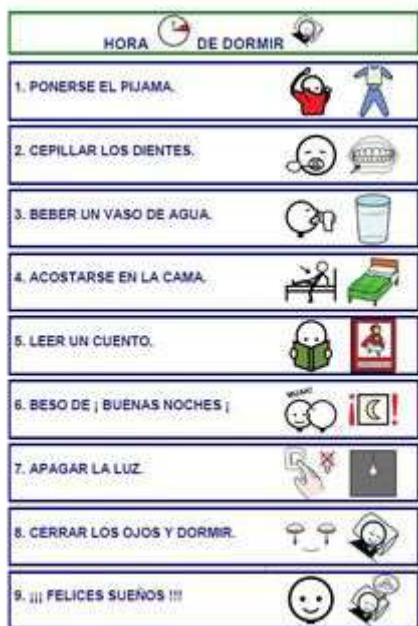 HORA DE DORMIR
1. PONERSE EL PIJAMA.
2. CEPILLAR LOS DIENTES.
3. BEBER UN VASO DE AGUA.
4. ACOSTARSE EN LA CAMA.
5. LEER UN CUENTO.
6. BESO DE ¡ BUENAS NOCHES ¡
7. APAGAR LA LUZ.
8. CERRAR LOS OJOS Y DORMIR.
9. ¡¡¡ FELICES SUEÑOS !!!